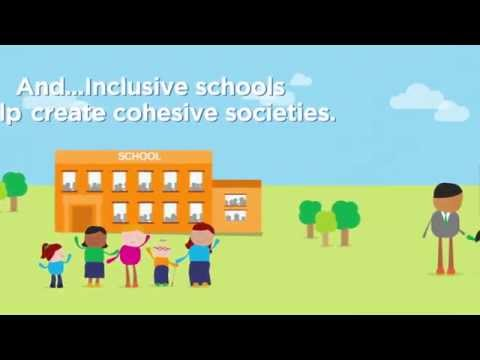 And...Inclusive schools
lp create cohesive societies.
SCHOOL